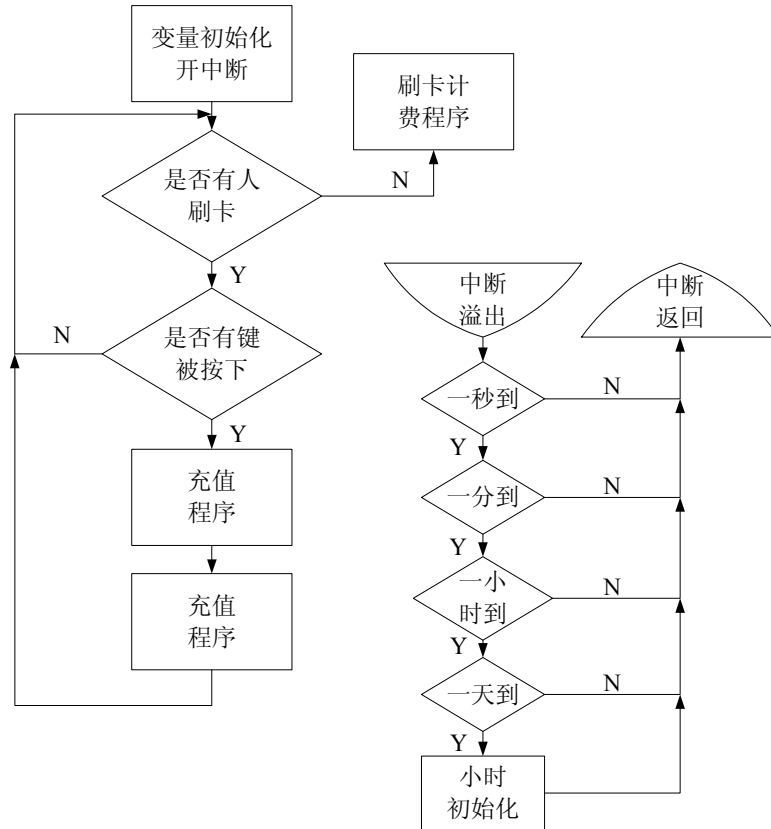 变量初始化
开中断
刷卡计
费程序
是否有人
刷卡
N
Y
是否有键
被按下
N
Y
充值
程序
充值
程序
中断
溢出
中断
返回
一秒到
N
Y
一分到
N
Y
一小
时到
N
Y
一天到
N
Y
小时
初始化